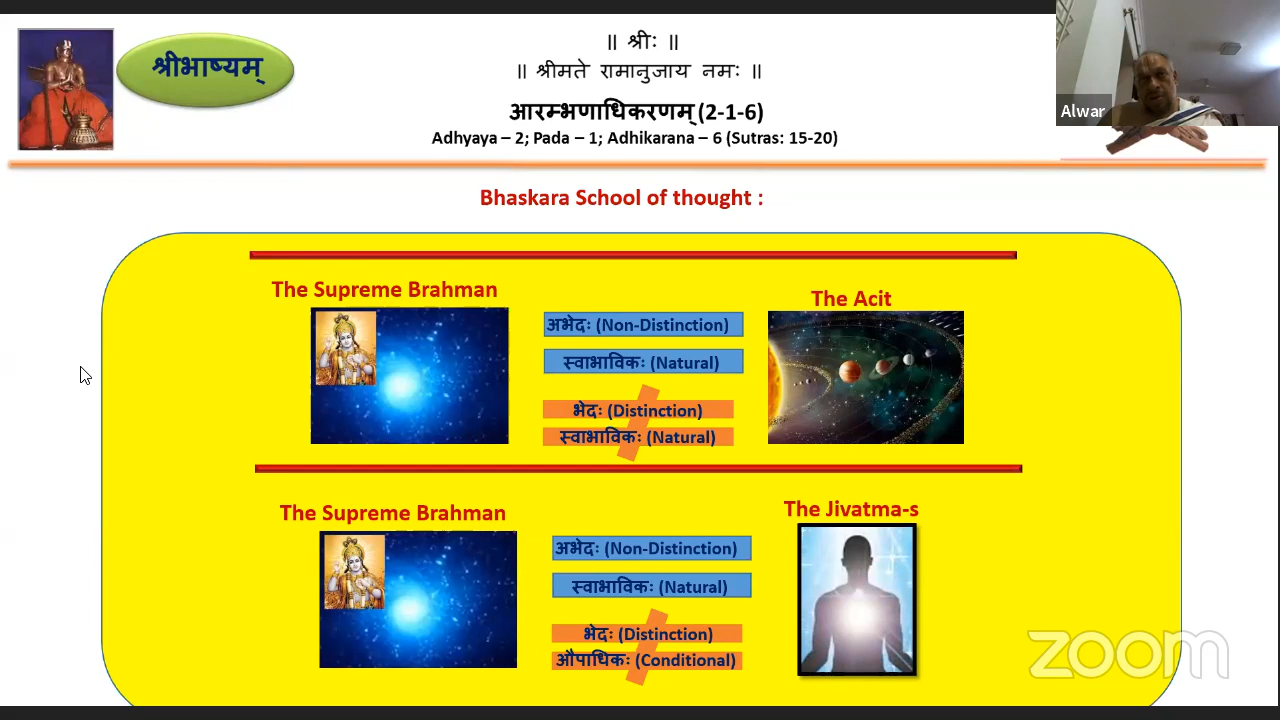 श्रीभाष्यम्
॥ श्रीः ॥
॥ श्रीमते रामानुजाय नमः ॥
आरम्भणाधिकरणम् (2-1-6)
Adhyaya – 2; Pada – 1; Adhikarana – 6 (Sutras: 15-20)
Alwar
Bhaskara School of thought :
The Supreme Brahman
अभेदः (Non-Distinction)
स्वाभाविकः (Natural)
भेदः (Distinction)
स्वाभाविकः (Natural)
The Acit
The Supreme Brahman
अभेदः (Non-Distinction)
स्वाभाविकः (Natural)
भेदः (Distinction)
औपाधिकः (Conditional)
The Jivatma-s
zoom